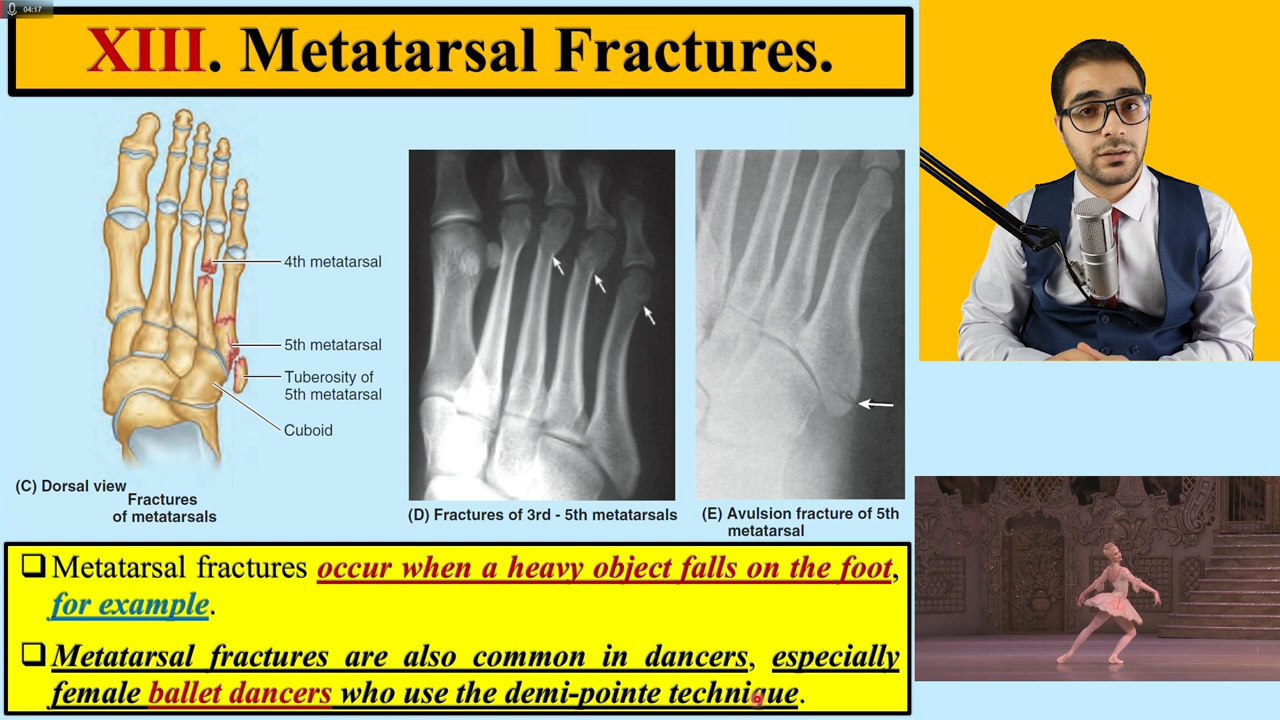 04:17
XIII. Metatarsal Fractures.
4th metatarsal
5th metatarsal
Tuberosity of
5th metatarsal
Cuboid
(C) Dorsal view
Fractures
of metatarsals
(D) Fractures of 3rd - 5th metatarsals
(E) Avulsion fracture of 5th
metatarsal
❑Metatarsal fractures occur when a heavy object falls on the foot,
for example.
❑Metatarsal fractures are also common in dancers, especially
female ballet dancers who use the demi-pointe technique.